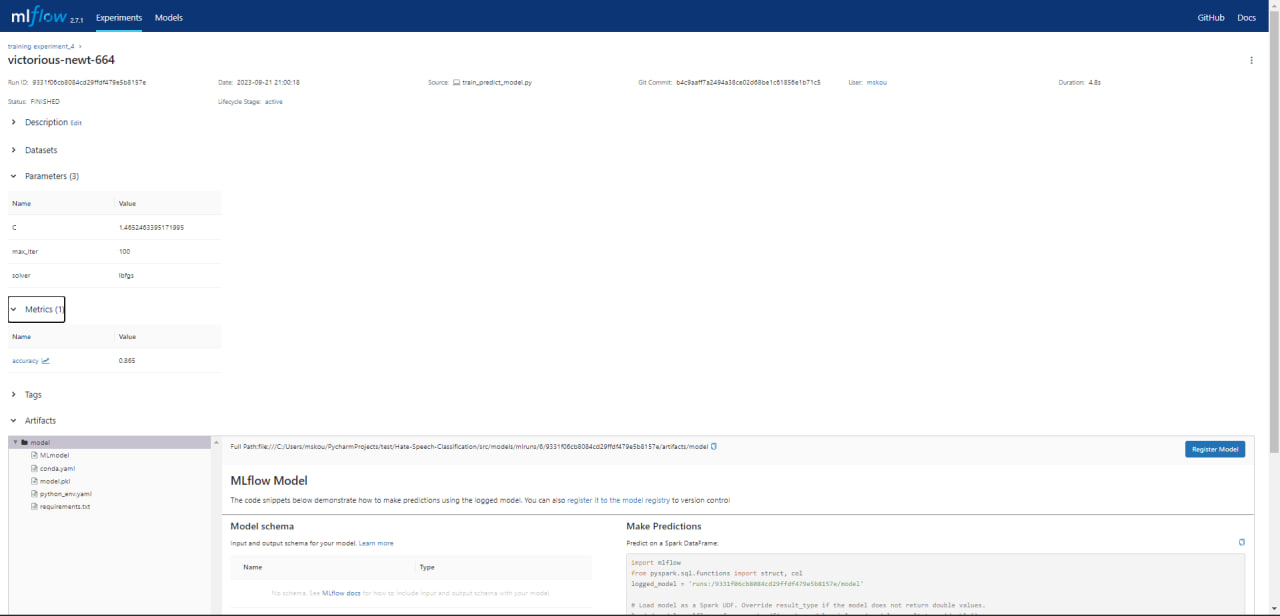 mlflow 2.7.1 Experiments Models GitHub Docs
training experiment_4 >
victorious-newt-664
Run ID: 9331f06cb8084cd29ffdf479e5b8157e Date: 2023-09-21 21:00:18 Source: train_predict_model.py Git Commit: b4c9aaff7a2494a38ce02d68be1c61856e1b71c5 User: mskou Duration: 4.8s
Status: FINISHED Lifecycle Stage: active
Description Edit
Datasets
Parameters (3)
Name Value
C 1.4652463395171995
max_iter 100
solver lbfgs
Metrics (1)
Name Value
accuracy 0.865
Tags
Artifacts
model
MLmodel
conda.yaml
model.pkl
python_env.yaml
requirements.txt
Full Path:file:///C:/Users/mskou/PycharmProjects/test/Hate-Speech-Classification/src/models/mlruns/6/9331f06cb8084cd29ffdf479e5b8157e/artifacts/model
Register Model
MLflow Model
The code snippets below demonstrate how to make predictions using the logged model. You can also register it to the model registry to version control
Model schema
Input and output schema for your model. Learn more
Name Type
No schema. See MLflow docs for how to include input and output schema with your model.
Make Predictions
Predict on a Spark DataFrame:
import mlflow
from pyspark.sql.functions import struct, col
logged_model = 'runs:/9331f06cb8084cd29ffdf479e5b8157e/model'
# Load model as a Spark UDF. Override result_type if the model does not return double values.